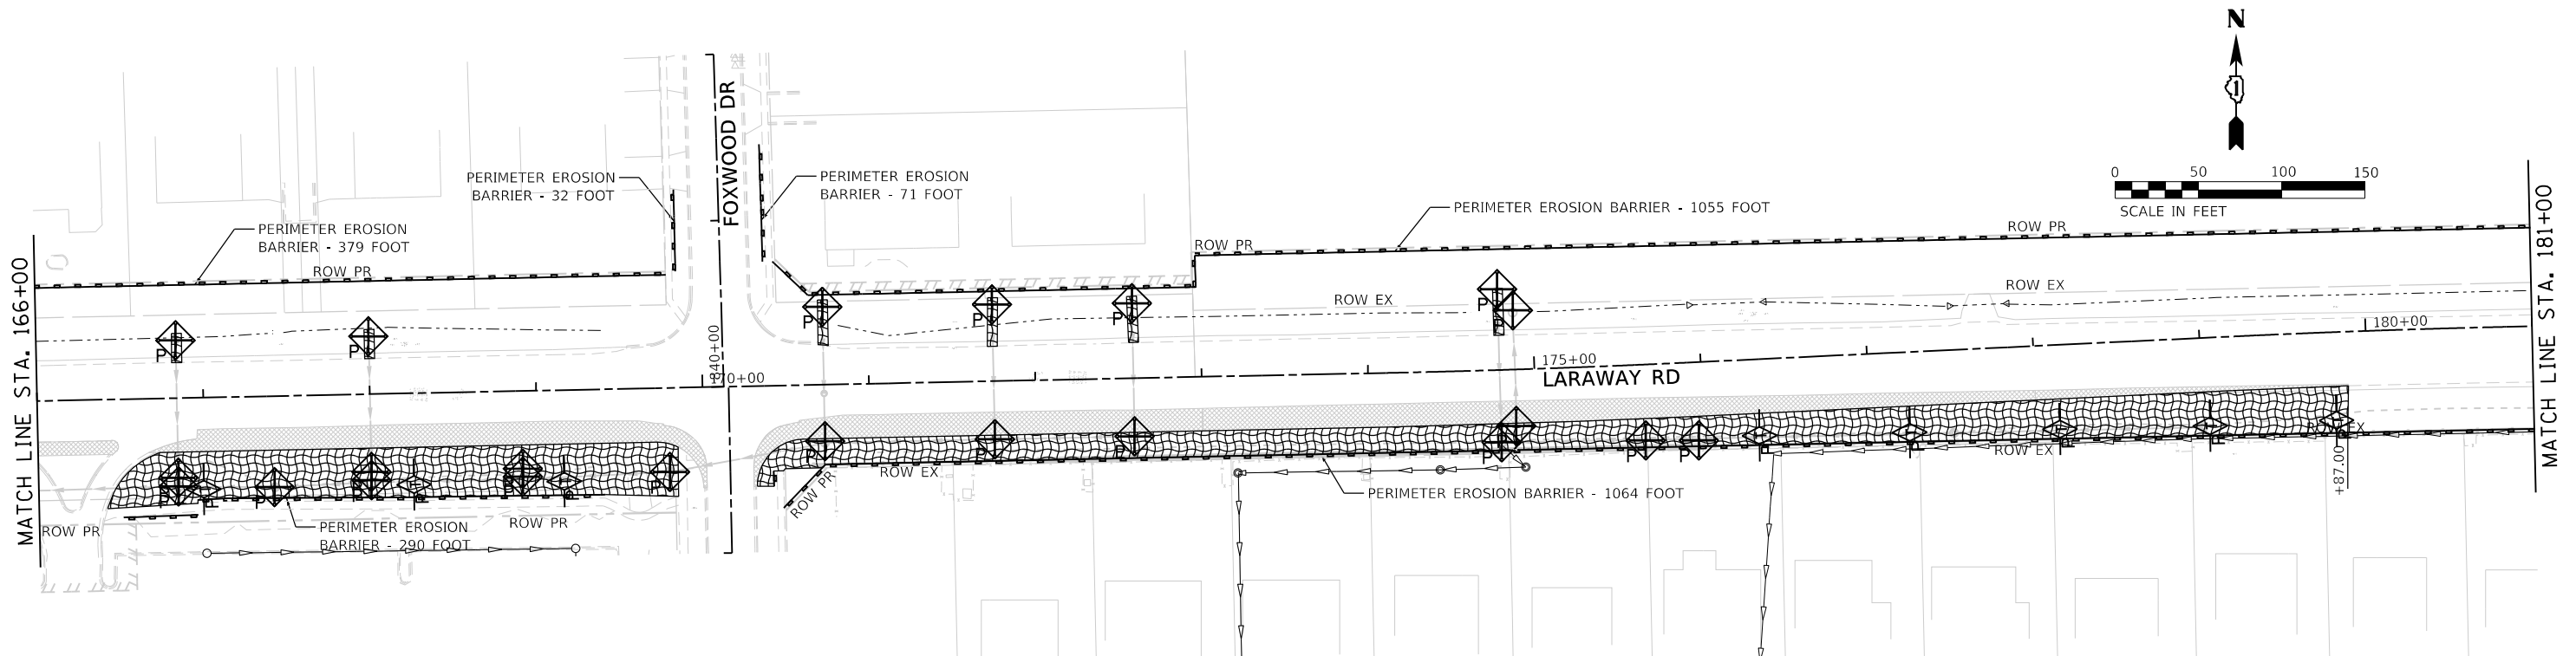 N
FOXWOOD DR
PERIMETER EROSION
BARRIER - 32 FOOT
PERIMETER EROSION
BARRIER - 71 FOOT
0 50 100 150
SCALE IN FEET
PERIMETER EROSION BARRIER - 1055 FOOT
PERIMETER EROSION
BARRIER - 379 FOOT
ROW PR
ROW PR
ROW PR
ROW EX
ROW EX
MATCH LINE STA. 166+00
MATCH LINE STA. 181+00
P
P
P
P
P
P
P
840+00
170+00
175+00
180+00
LARAWAY RD
P
P
P
P
P
P
P
P
P
ROW EX
ROW EX
ROW PR
+87.00
PERIMETER EROSION BARRIER - 1064 FOOT
PERIMETER EROSION
BARRIER - 290 FOOT
ROW PR
ROW PR